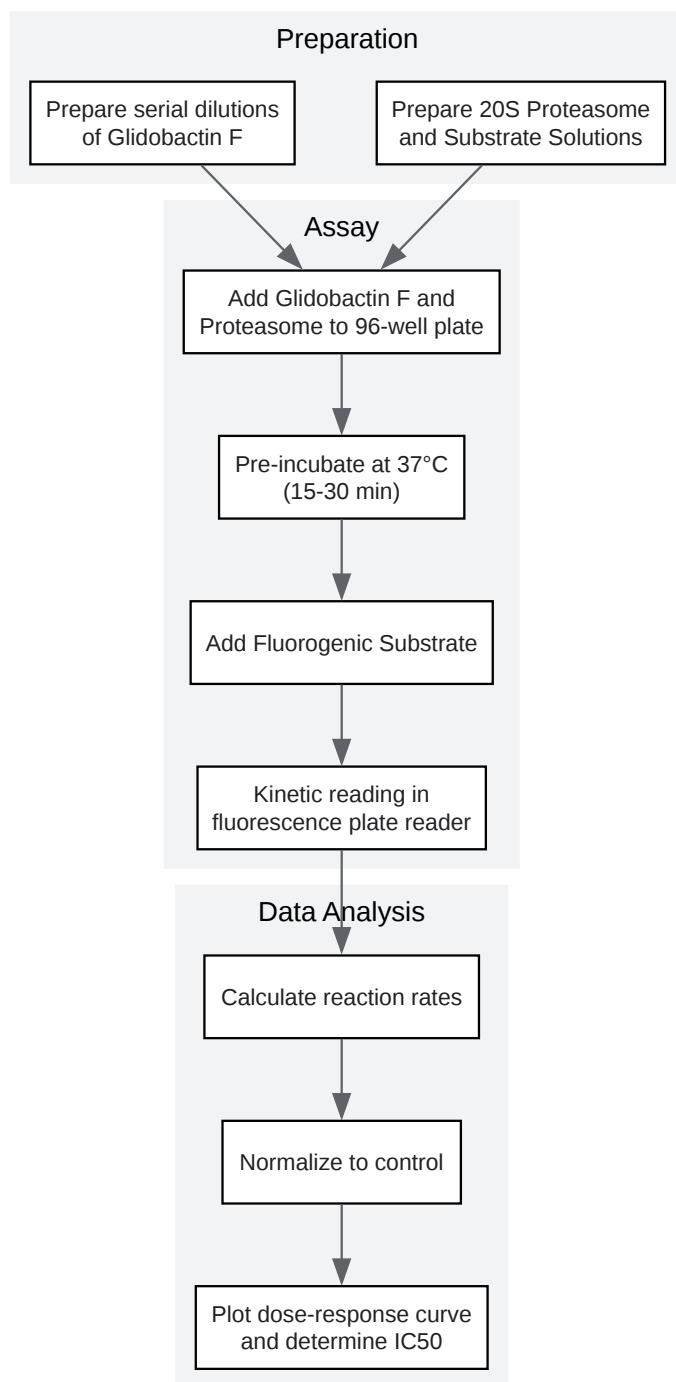 Preparation
Prepare serial dilutions
of Glidobactin F
Prepare 20S Proteasome
and Substrate Solutions
Assay
Add Glidobactin F and
Proteasome to 96-well plate
Pre-incubate at 37°C
(15-30 min)
Add Fluorogenic Substrate
Kinetic reading in
fluorescence plate reader
Data Analysis
Calculate reaction rates
Normalize to control
Plot dose-response curve
and determine IC50